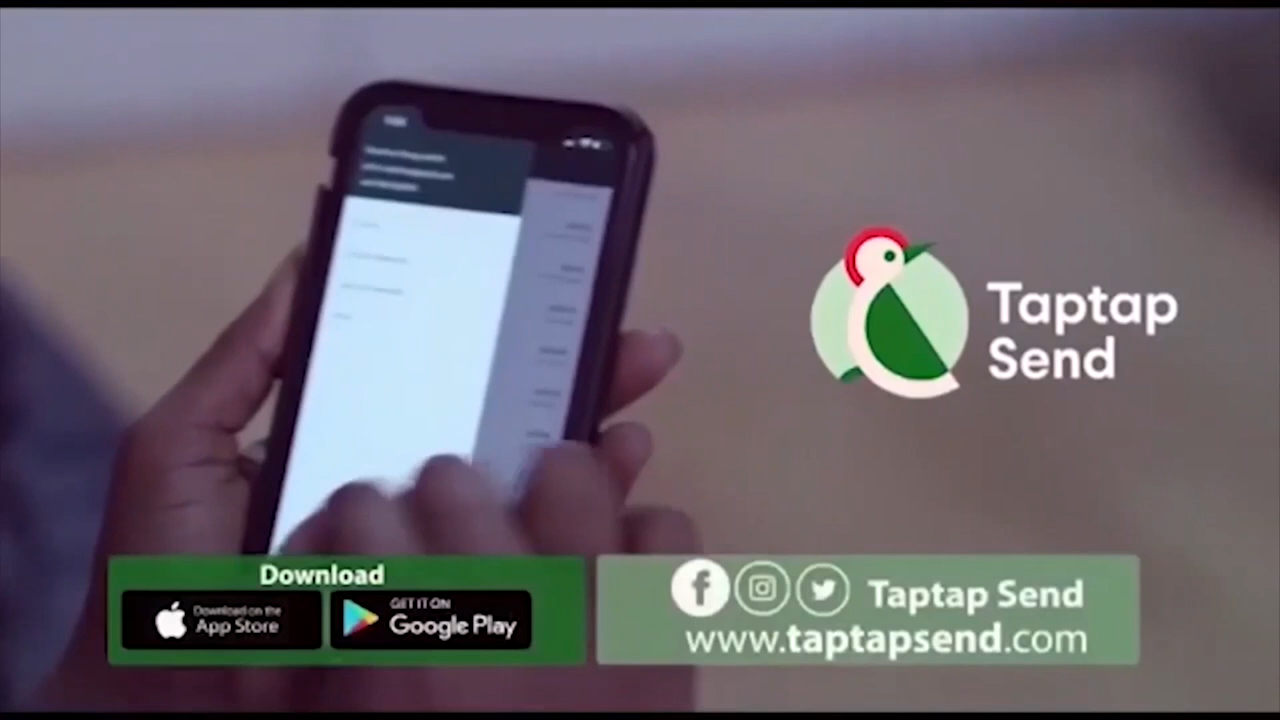 Taptap
Send
Download
Download on the
App Store
GET IT ON
Google Play
Taptap Send
www.taptapsend.com